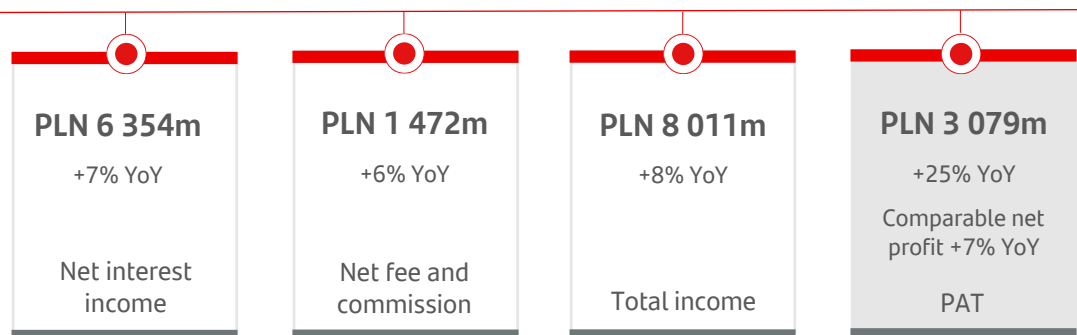 PLN 6 354m
+7% YoY
Net interest
income
PLN 1 472m
+6% YoY
Net fee and
commission
PLN 8 011m
+8% YoY
Total income
PLN 3 079m
+25% YoY
Comparable net
profit +7% YoY
PAT